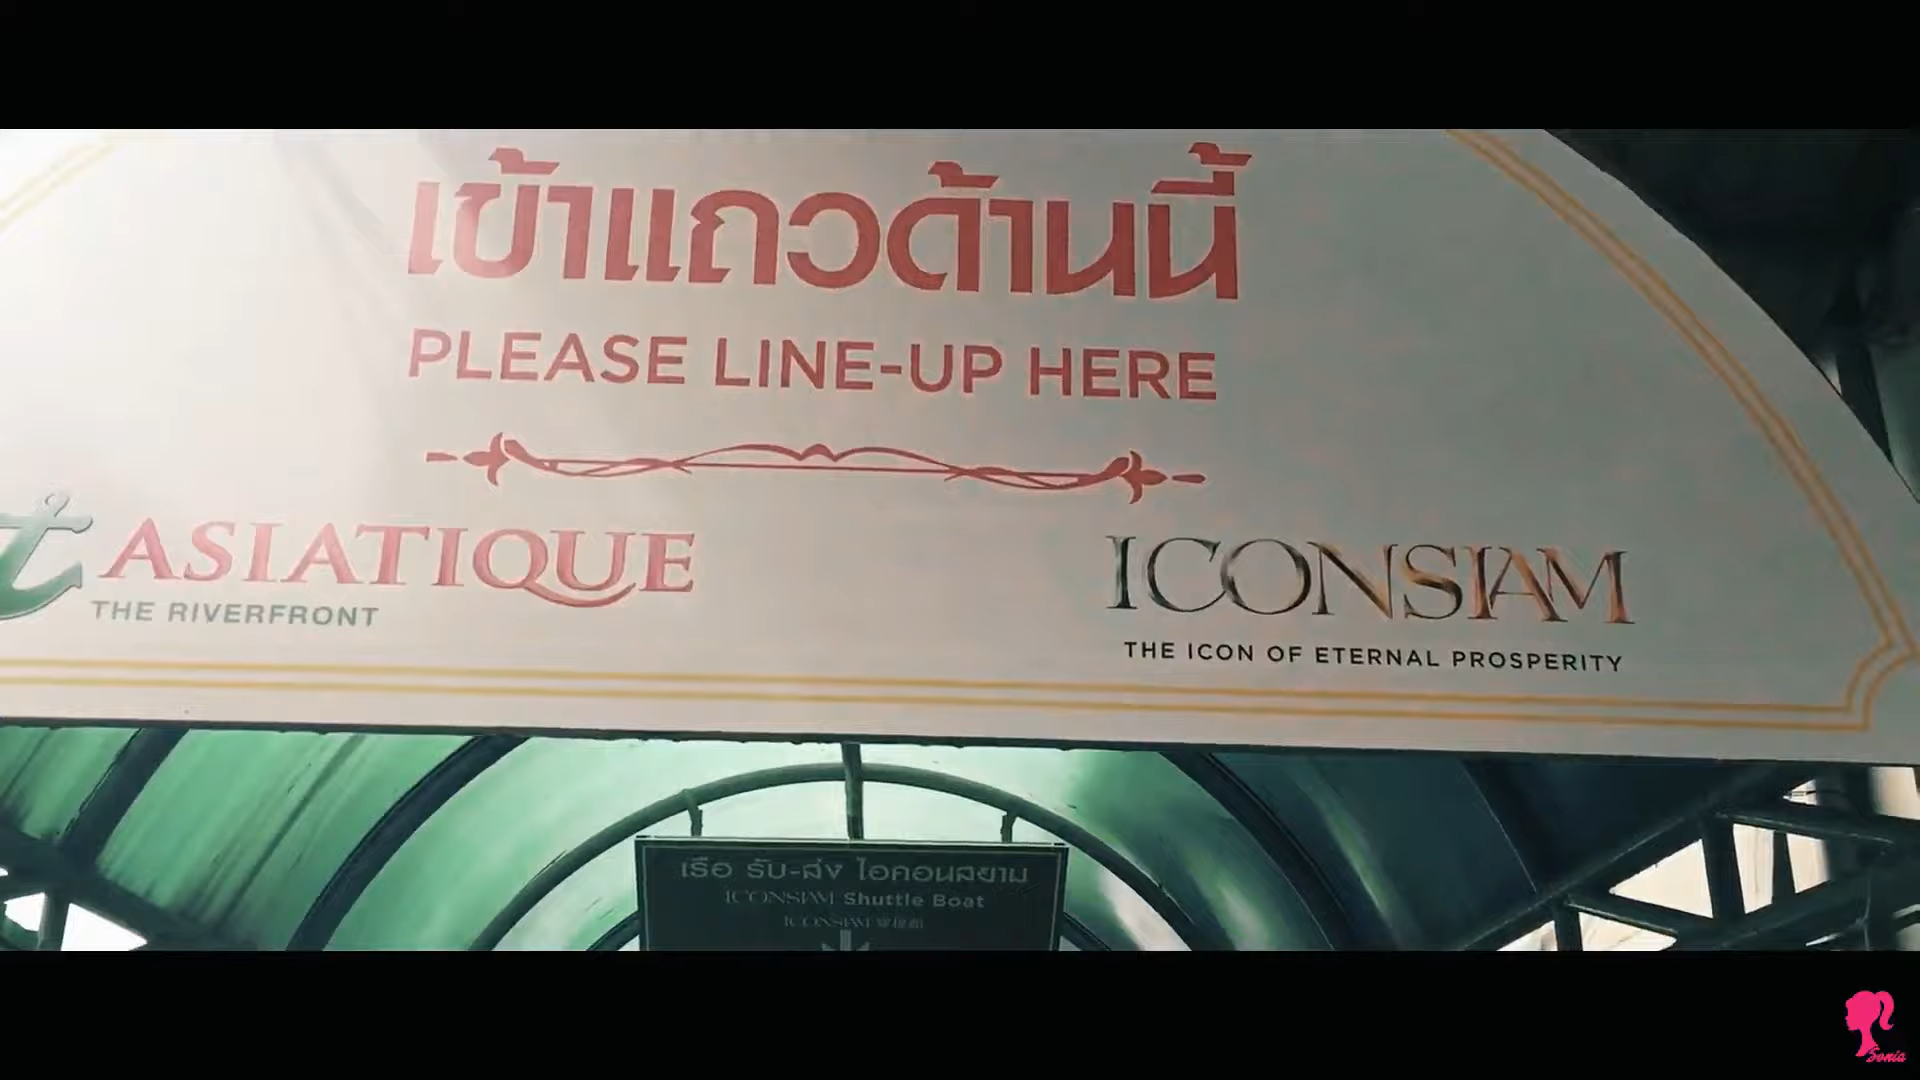 เข้าแถวด้านนี้
PLEASE LINE-UP HERE
ASIATIQUE
THE RIVERFRONT
ICONSIAM
THE ICON OF ETERNAL PROSPERITY
เรือ รับ-ส่ง ไอคอนสยาม
ICONSIAM Shuttle Boat
ICONSIAM
Sonia